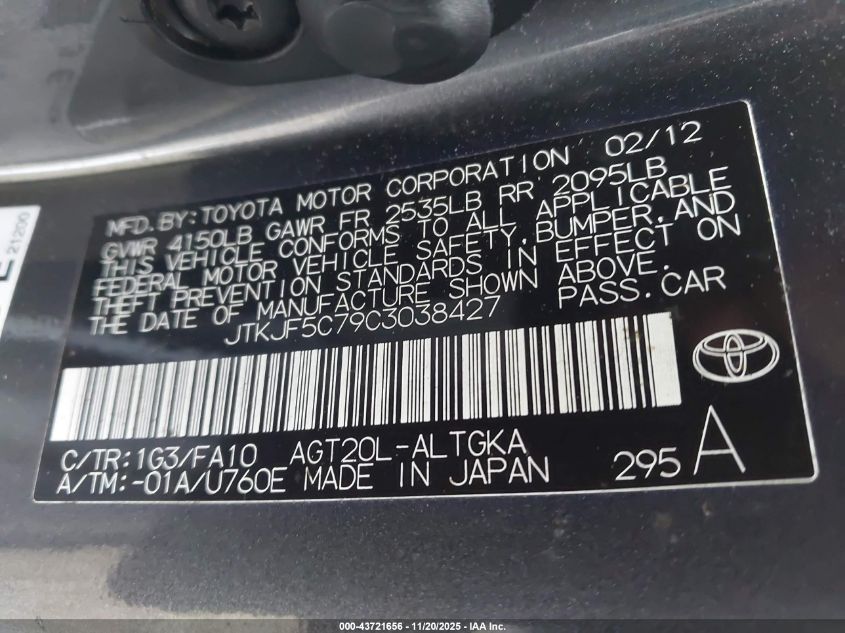 MFD.BY:TOYOTA MOTOR CORPORATION 02/12
GVWR 4150LB GAWR FR 2535LB RR 2095LB
THIS VEHICLE CONFORMS TO ALL APPLICABLE
FEDERAL MOTOR VEHICLE SAFETY,BUMPER,AND
THEFT PREVENTION STANDARDS IN EFFECT ON
THE DATE OF MANUFACTURE SHOWN ABOVE.
JTKJF5C79C3038427 PASS.CAR
C/TR:1G3/FA10 AGT20L-ALTGKA
A/TM:-01A/U760E MADE IN JAPAN 295 A
21200
000-43721656 - 11/20/2025 - IAA Inc.